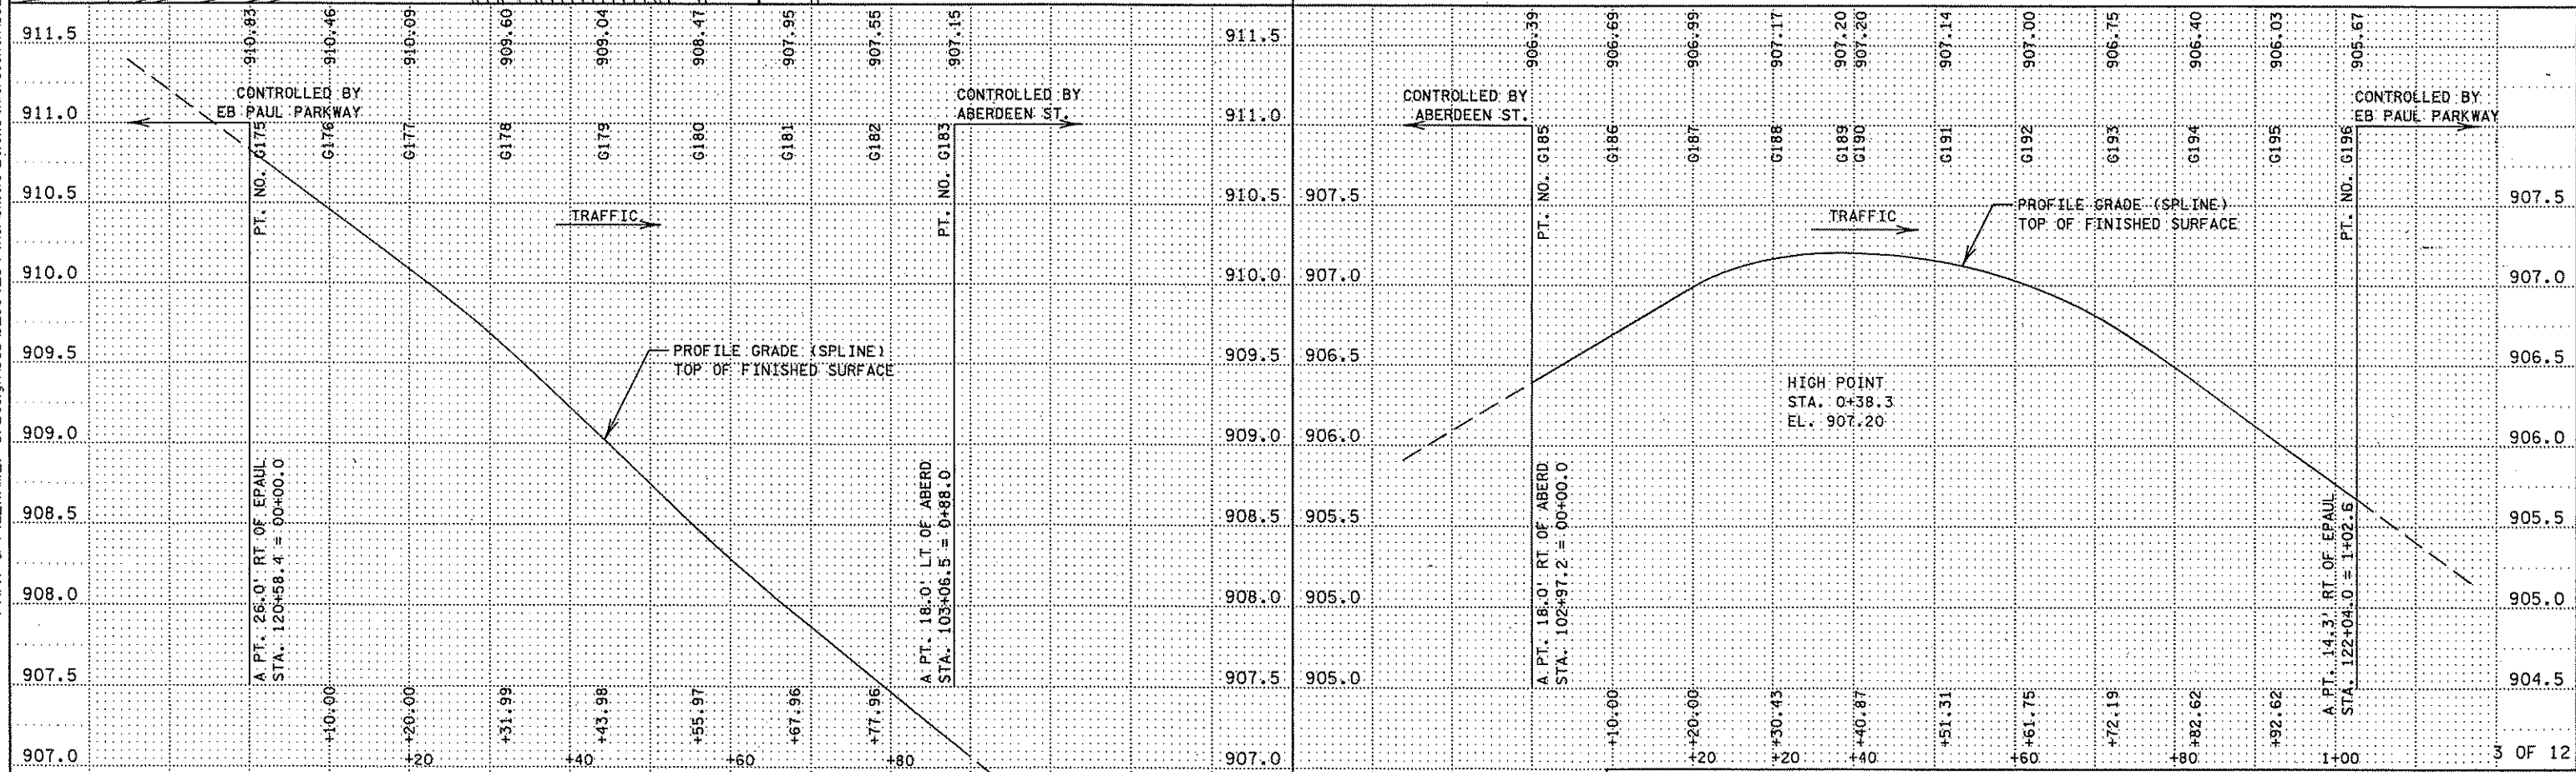 911.5
911.0
910.5
910.0
909.5
909.0
908.5
908.0
907.5
907.0
910.83
910.46
910.09
909.60
909.04
908.47
907.95
907.55
907.15
CONTROLLED BY
EB PAUL PARKWAY
CONTROLLED BY
ABERDEEN ST.
PT. NO. G175
G176
G177
G178
G179
G180
G181
G182
PT. NO. G183
TRAFFIC
PROFILE GRADE (SPLINE)
TOP OF FINISHED SURFACE
A PT. 26.0' RT OF EPAUL
STA. 120+58.4 = 00+00.0
A PT. 18.0' LT OF ABERD
STA. 103+06.5 = 0+88.0
+10.00
+20.00
+31.99
+43.98
+55.97
+67.96
+77.96
+20
+40
+60
+80
911.5
911.0
910.5
910.0
909.5
909.0
908.5
908.0
907.5
907.0
907.5
907.0
906.5
906.0
905.5
905.0
905.0
906.39
906.69
906.99
907.17
907.20
907.20
907.14
907.00
906.75
906.40
906.03
905.67
CONTROLLED BY
ABERDEEN ST.
CONTROLLED BY
EB PAUL PARKWAY
PT. NO. G185
G186
G187
G188
G189
G190
G191
G192
G193
G194
G195
PT. NO. G196
TRAFFIC
PROFILE GRADE (SPLINE)
TOP OF FINISHED SURFACE
HIGH POINT
STA. 0+38.3
EL. 907.20
A PT. 18.0' RT OF ABERD
STA. 102+97.2 = 00+00.0
A PT. 14.3' RT OF EPAUL
STA. 122+04.0 = 1+02.6
+10.00
+20.00
+30.43
+40.87
+51.31
+61.75
+72.19
+82.62
+92.62
+20
+20
+40
+60
+80
1+00
907.5
907.0
906.5
906.0
905.5
905.0
904.5
3 OF 12